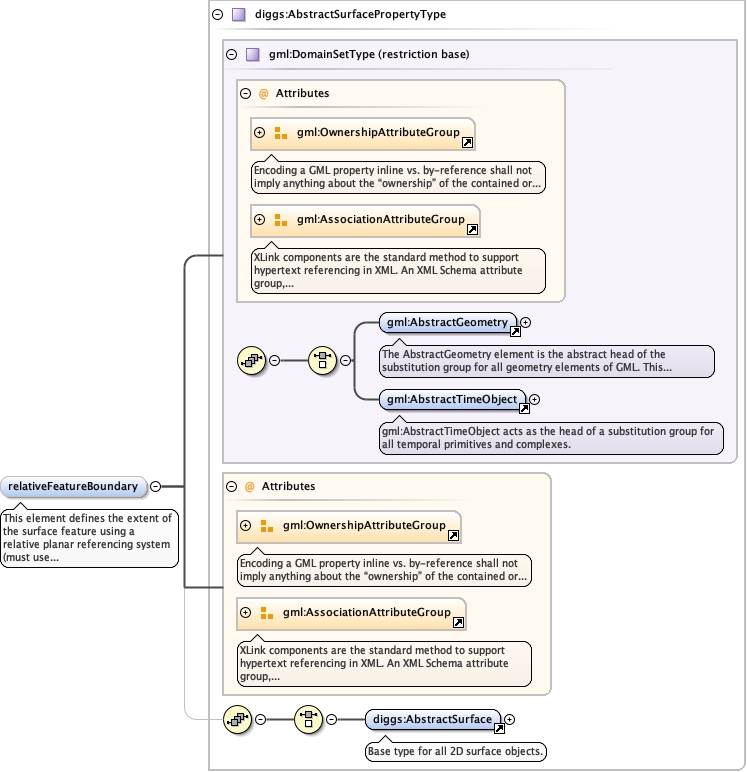 diggs:AbstractSurfacePropertyType
gml:DomainSetType (restriction base)
@ Attributes
gml:OwnershipAttributeGroup
Encoding a GML property inline vs. by-reference shall not
imply anything about the “ownership” of the contained or...
gml:AssociationAttributeGroup
XLink components are the standard method to support
hypertext referencing in XML. An XML Schema attribute
group,...
gml:AbstractGeometry
The AbstractGeometry element is the abstract head of the
substitution group for all geometry elements of GML. This...
gml:AbstractTimeObject
gml:AbstractTimeObject acts as the head of a substitution group for
all temporal primitives and complexes.
relativeFeatureBoundary
This element defines the extent of
the surface feature using a
relative planar referencing system
(must use...
@ Attributes
gml:OwnershipAttributeGroup
Encoding a GML property inline vs. by-reference shall not
imply anything about the “ownership” of the contained or...
gml:AssociationAttributeGroup
XLink components are the standard method to support
hypertext referencing in XML. An XML Schema attribute
group,...
diggs:AbstractSurface
Base type for all 2D surface objects.